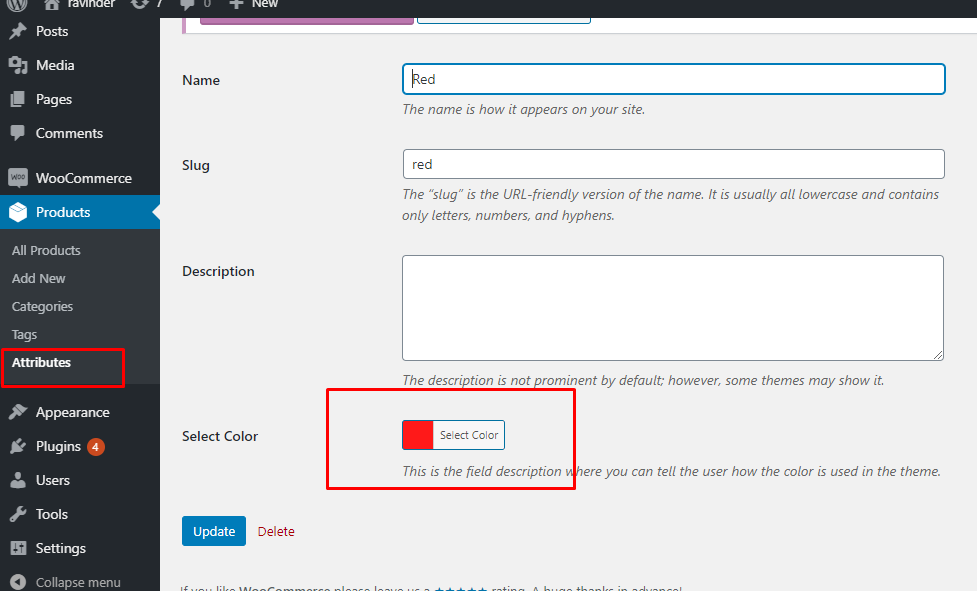 ravinder 7 0 New
Posts
Media
Pages
Comments
WooCommerce
Products
All Products
Add New
Categories
Tags
Attributes
Appearance
Plugins 4
Users
Tools
Settings
Collapse menu
Name
Red
The name is how it appears on your site.
Slug
red
The “slug” is the URL-friendly version of the name. It is usually all lowercase and contains
only letters, numbers, and hyphens.
Description
The description is not prominent by default; however, some themes may show it.
Select Color
Select Color
This is the field description where you can tell the user how the color is used in the theme.
Update Delete
If you like WooCommerce please leave us a ★★★★★ rating. A huge thanks in advance!